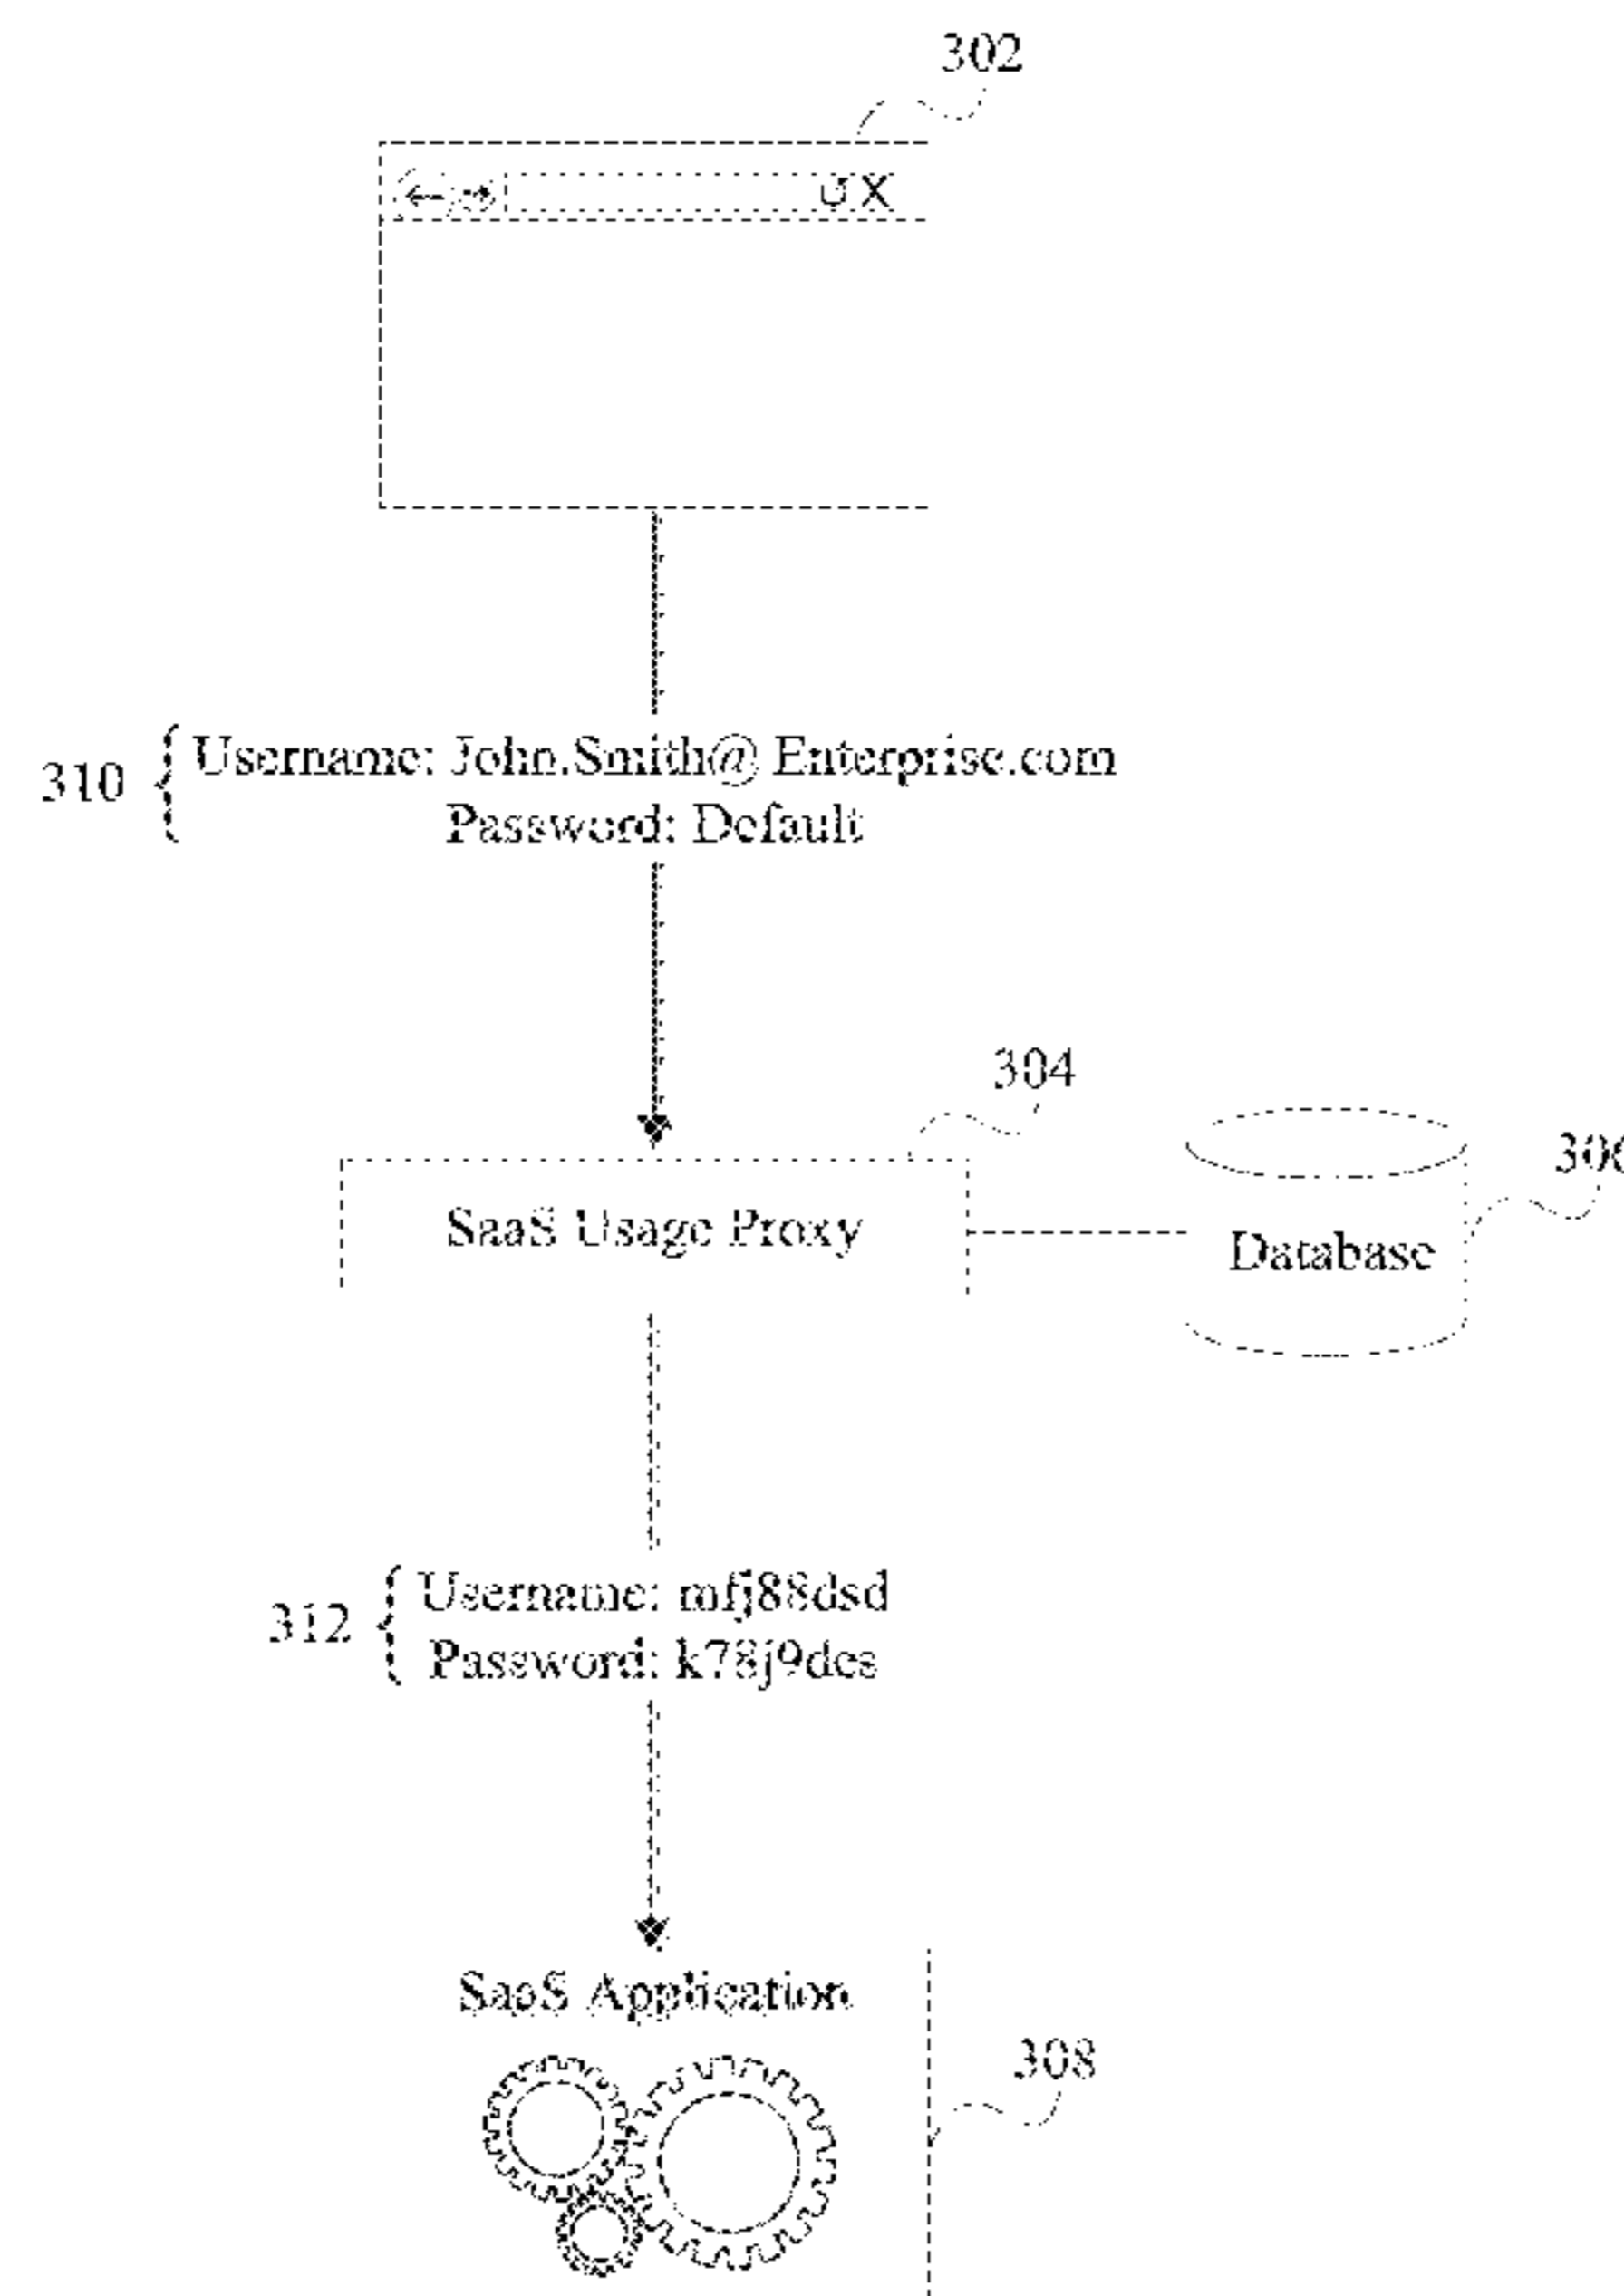 302
310
Username: John.Smith@ Enterprise.com
Password: Default
304
306
SaaS Usage Proxy
Database
312
Username: mfj88dsd
Password: k78j9des
SaaS Application
308